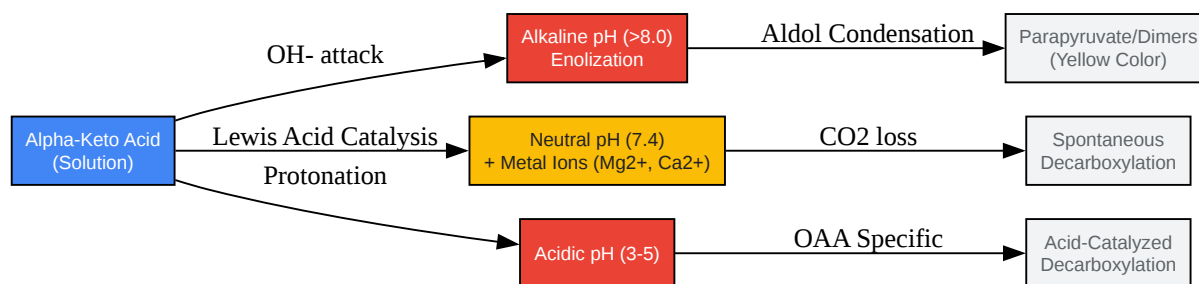 Alpha-Keto Acid
(Solution)
OH- attack
Lewis Acid Catalysis
Protonation
Alkaline pH (>8.0)
Enolization
Neutral pH (7.4)
+ Metal Ions (Mg2+, Ca2+)
Acidic pH (3-5)
Aldol Condensation
CO2 loss
OAA Specific
Parapyruvate/Dimers
(Yellow Color)
Spontaneous
Decarboxylation
Acid-Catalyzed
Decarboxylation